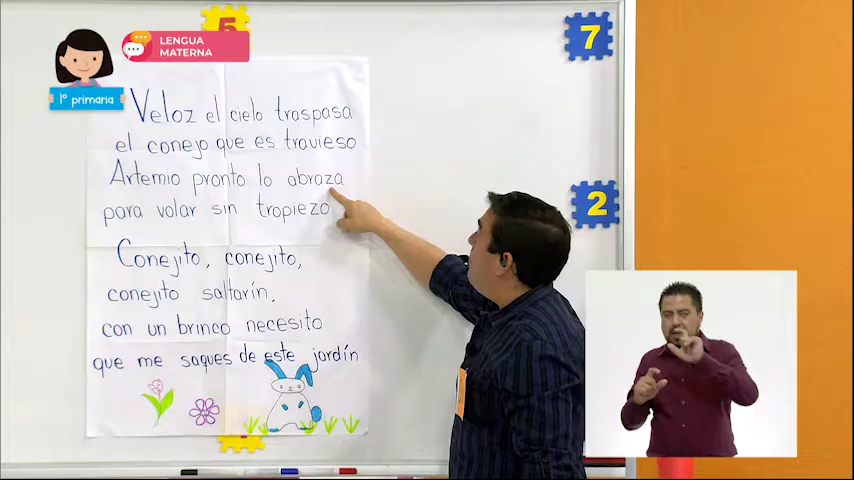 5
LENGUA
MATERNA
1° primaria
7
Veloz el cielo traspasa
el conejo que es travieso
Artemio pronto lo abraza
para volar sin tropiezo
2
Conejito, conejito,
conejito saltarín,
con un brinco necesito
que me saques de este jardín